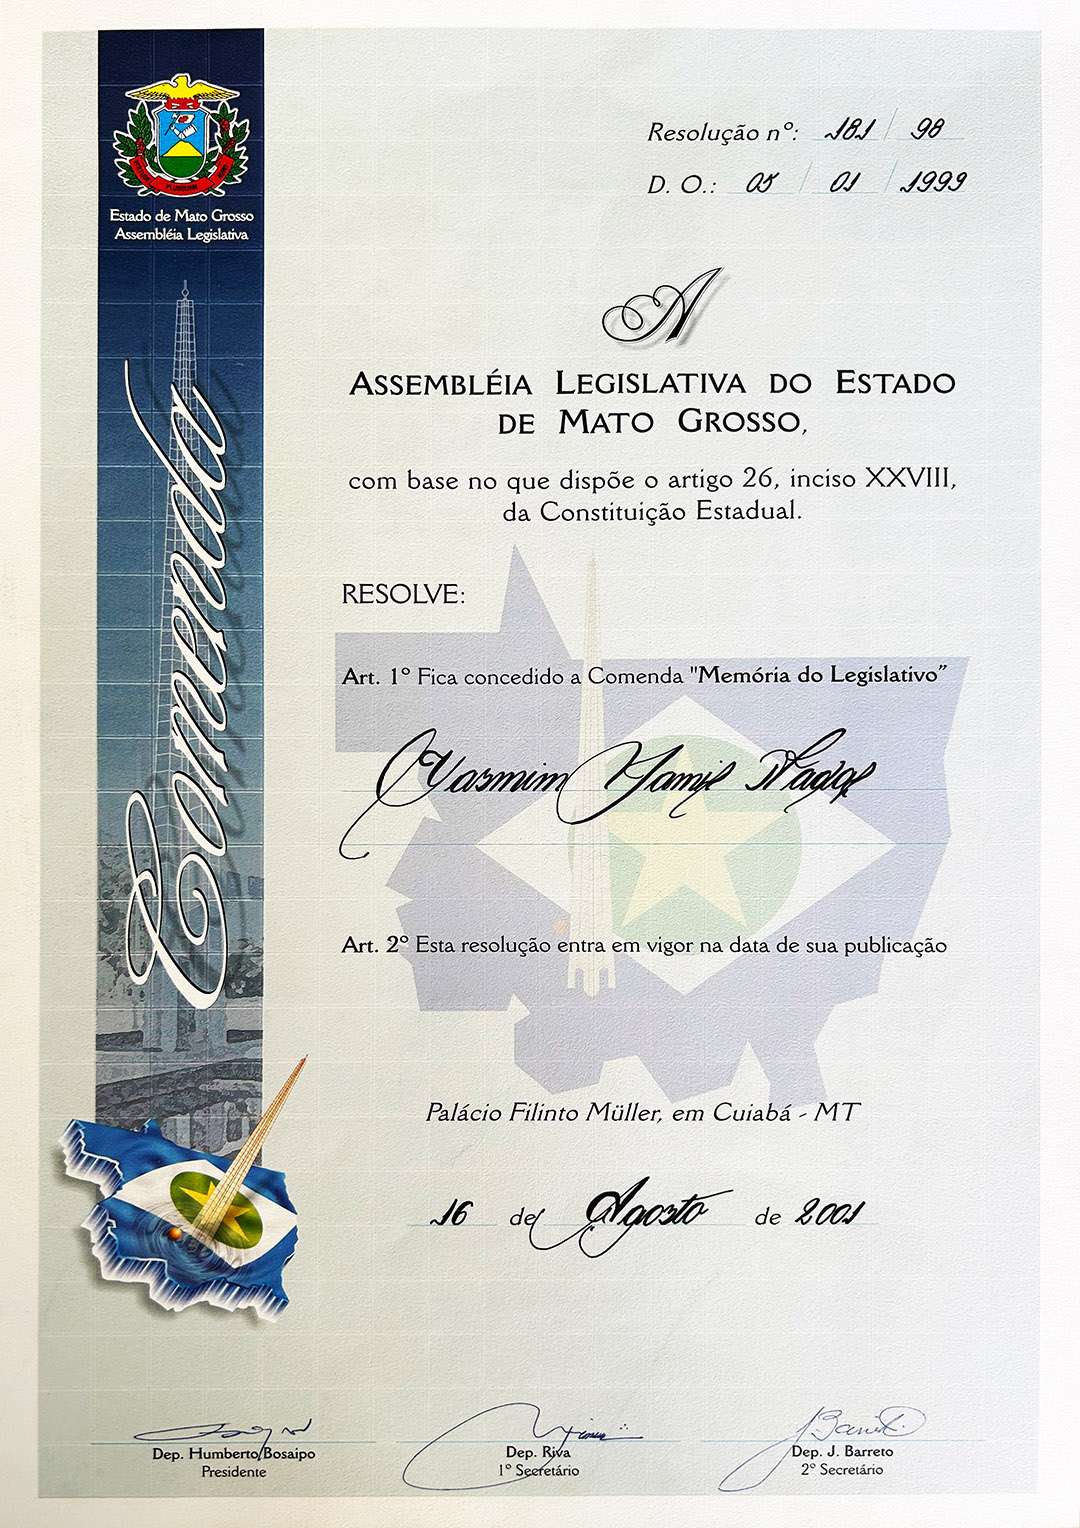 Estado de Mato Grosso
Assembléia Legislativa
Comenda
Resolução nº: 181 / 98
D. O.: 05 / 01 / 1999
A
ASSEMBLÉIA LEGISLATIVA DO ESTADO
DE MATO GROSSO,
com base no que dispõe o artigo 26, inciso XXVIII,
da Constituição Estadual.
RESOLVE:
Art. 1º Fica concedido a Comenda "Memória do Legislativo”
Yasmim Jamil Nadaf
Art. 2º Esta resolução entra em vigor na data de sua publicação
Palácio Filinto Müller, em Cuiabá - MT
16 de Agosto de 2001
Dep. Humberto Bosaipo
Presidente
Dep. Riva
1º Secretário
Dep. J. Barreto
2º Secretário